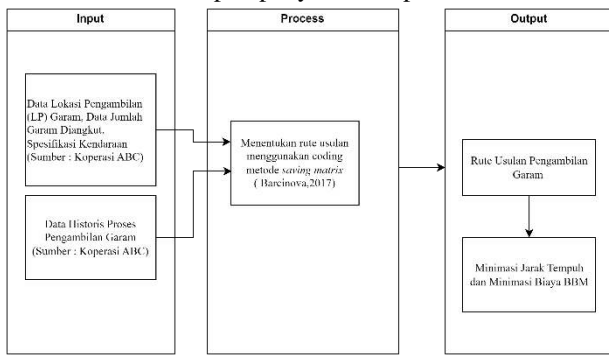 Input
Process
Output
Data Lokasi Pengambilan
(LP) Garam, Data Jumlah
Garam Diangkut.
Spesifikasi Kendaraan
(Sumber : Koperasi ABC)
Data Historis Proses
Pengambilan Garam
(Sumber : Koperasi ABC)
Menentukan rute usulan
menggunakan coding
metode saving matrix
( Barcinova,2017)
Rute Usulan Pengambilan
Garam
Minimasi Jarak Tempuh
dan Minimasi Biaya BBM